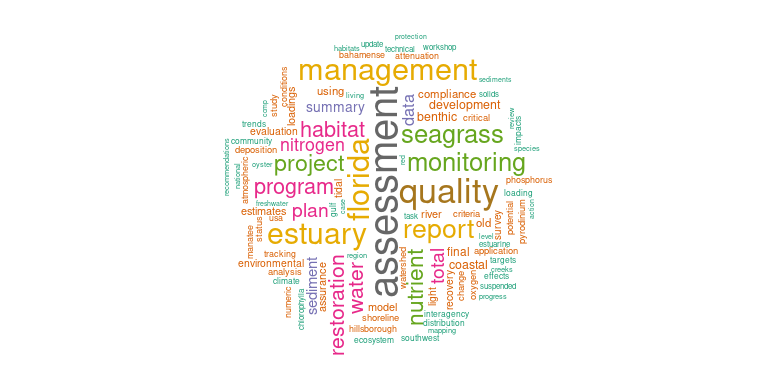 protection
habitats update technical workshop
bahamense attenuation
management
sediments
conditions
study
loadings
using living
compliance solids
summary
data
development
comp
benthic critical
review
impacts
trends
habitat
assessment
seagrass
evaluation
community
nitrogen
florida
species
deposition
recommendations
national
atmospheric
oyster
project
red
monitoring
program
tidal
quality
phosphorus
loading
freshwater
estimates
plan
gulf
case
task river criteria
usa
old
survey
potential
pyrodinium
action
manatee
status
estuary
report
level
estuarine
tracking
region
watershed
final application
environmental
total
coastal
targets
analysis
creeks
climate
sediment
assurance
restoration
water
nutrient
light
recovery
change
oxygen
effects
suspended
numeric
chlorophylla
progress
model
shoreline
interagency
distribution
hillsborough
mapping
ecosystem southwest